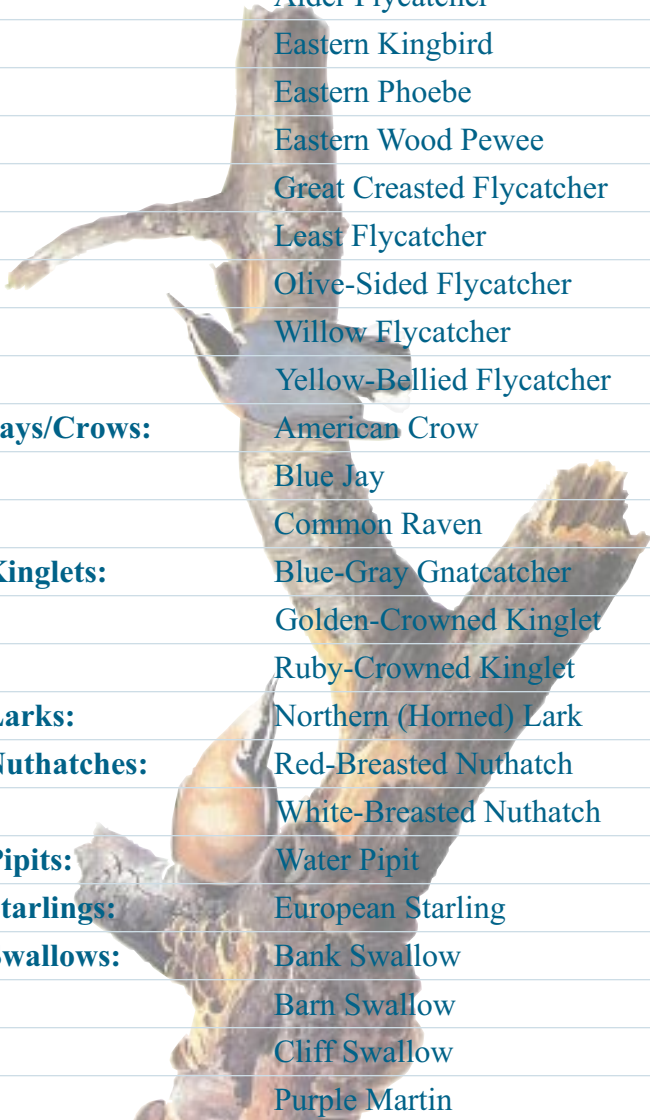 Alder Flycatcher
Eastern Kingbird
Eastern Phoebe
Eastern Wood Pewee
Great Creasted Flycatcher
Least Flycatcher
Olive-Sided Flycatcher
Willow Flycatcher
Yellow-Bellied Flycatcher
ays/Crows: American Crow
Blue Jay
Common Raven
Kinglets: Blue-Gray Gnatcatcher
Golden-Crowned Kinglet
Ruby-Crowned Kinglet
Larks: Northern (Horned) Lark
Nuthatches: Red-Breasted Nuthatch
White-Breasted Nuthatch
Pipits: Water Pipit
tarlings: European Starling
Swallows: Bank Swallow
Barn Swallow
Cliff Swallow
Purple Martin